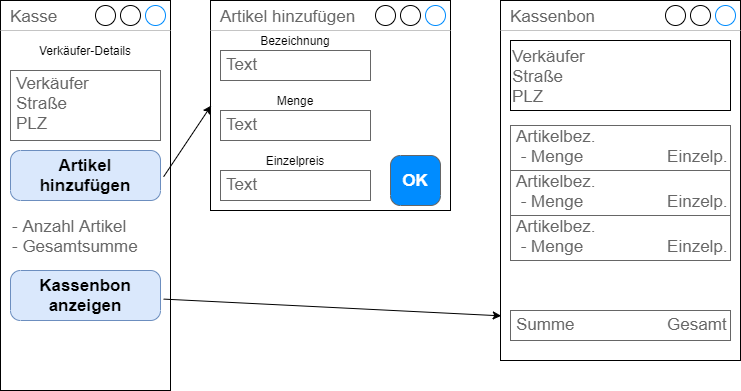 Kasse
Verkäufer-Details
Verkäufer
Straße
PLZ
Artikel
hinzufügen
- Anzahl Artikel
- Gesamtsumme
Kassenbon
anzeigen
Artikel hinzufügen
Bezeichnung
Text
Menge
Text
Einzelpreis
Text
OK
Kassenbon
Verkäufer
Straße
PLZ
Artikelbez.
- Menge Einzelp.
Artikelbez.
- Menge Einzelp.
Artikelbez.
- Menge Einzelp.
Summe Gesamt